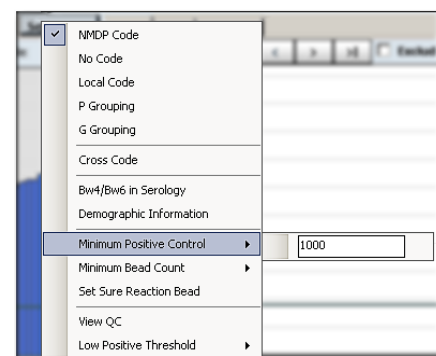 NMDP Code
No Code
Local Code
P Grouping
G Grouping
Cross Code
Bw4/Bw6 in Serology
Demographic Information
Minimum Positive Control 1000
Minimum Bead Count
Set Sure Reaction Bead
View QC
Low Positive Threshold